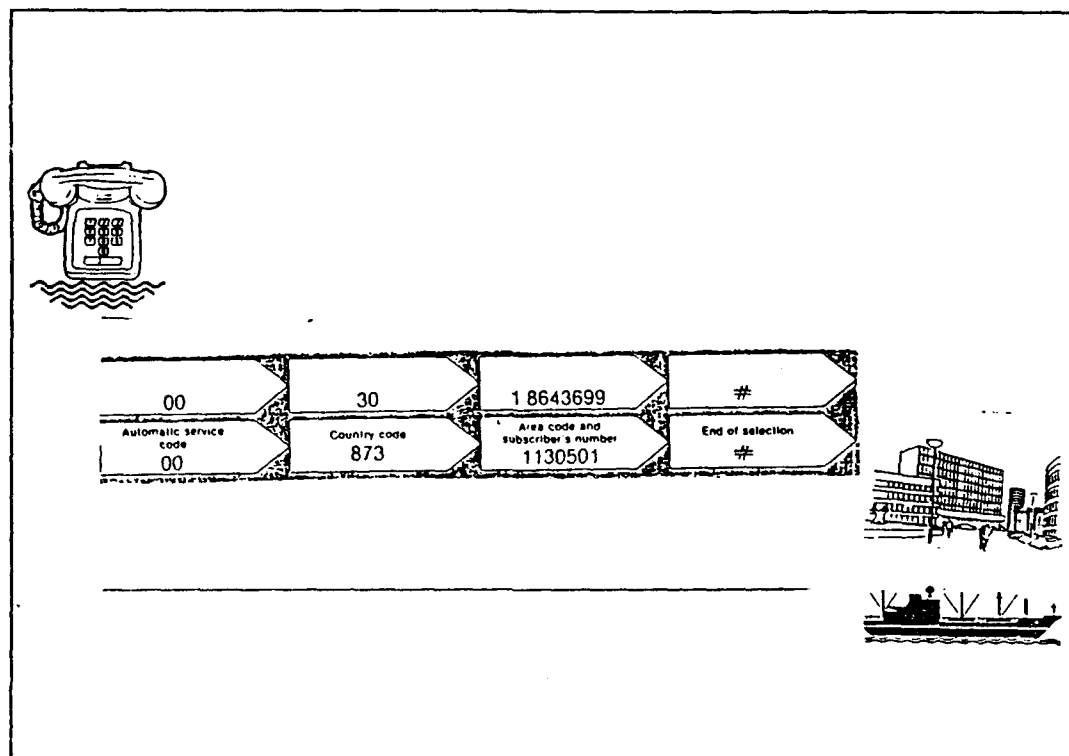 00 30 1 8643699 #
Automatic service code Country code Area code and subscriber's number End of selection
00 873 1130501 #